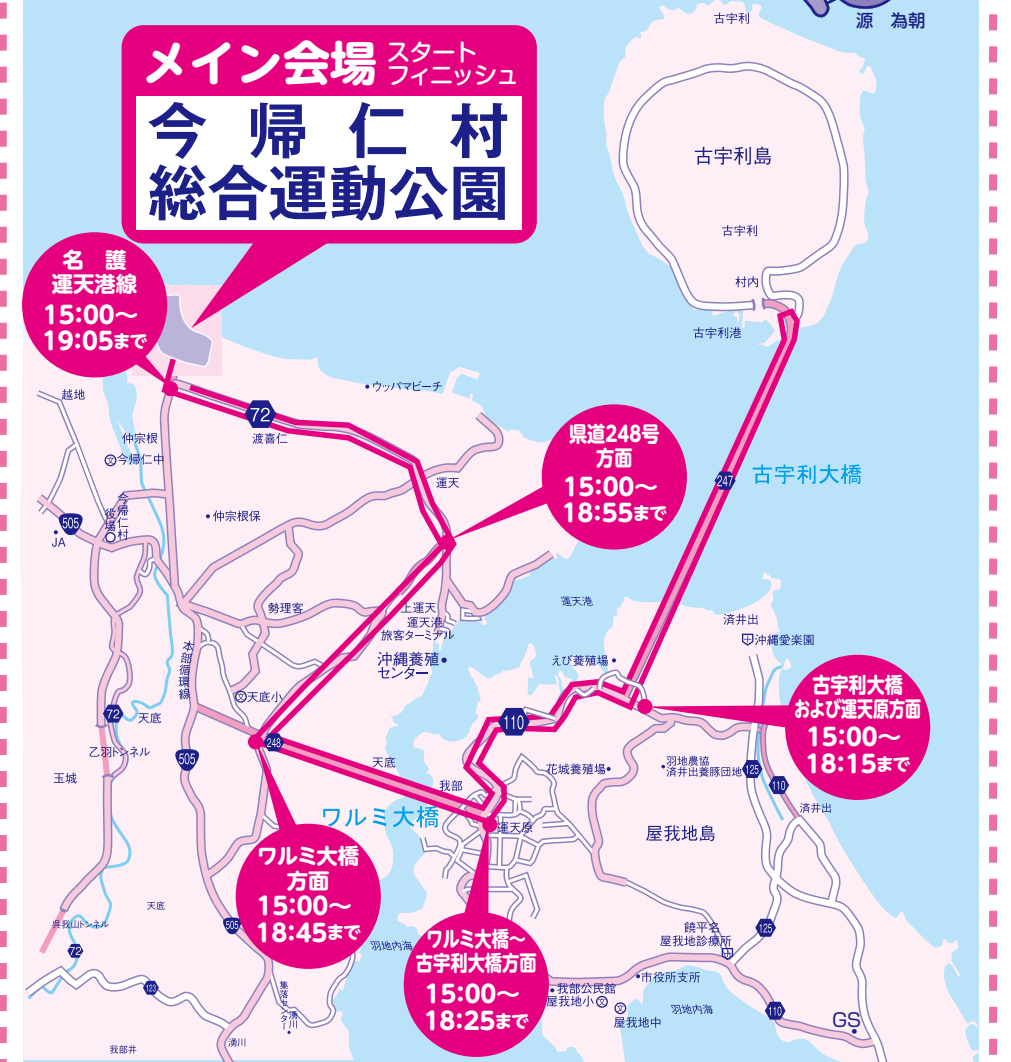 古宇利
源 為朝
メイン会場 スタート
フィニッシュ
今帰仁村
総合運動公園
古宇利島
古宇利
村内
古宇利港
名 護
運天港線
15:00〜
19:05まで
越地
・ウッパマビーチ
72
渡喜仁
仲宗根
文今帰仁中
県道248号
方面
15:00〜
18:55まで
運天
247
古宇利大橋
505
JA
今帰仁村
役場
・仲宗根保
勢理客
上運天
運天港
旅客ターミナル
沖縄養殖・
センター
運天港
済井出
沖縄愛楽園
えび養殖場・
本部循環線
文天底小
古宇利大橋
および運天原方面
15:00〜
18:15まで
72
天底
248
110
乙羽トンネル
505
天底
玉城
花城養殖場・
・羽地農協
済井出養豚団地
125
110
済井出
我部
ワルミ大橋
運天原
屋我地島
ワルミ大橋
方面
15:00〜
18:45まで
天底
呉我山トンネル
72
505
羽地内海
ワルミ大橋〜
古宇利大橋方面
15:00〜
18:25まで
饒平名
屋我地診療所
125
・市役所支所
・我部公民館
屋我地小文
文
屋我地中
羽地内海
110
GS
123
集落センター
湧川
湧川
我部井